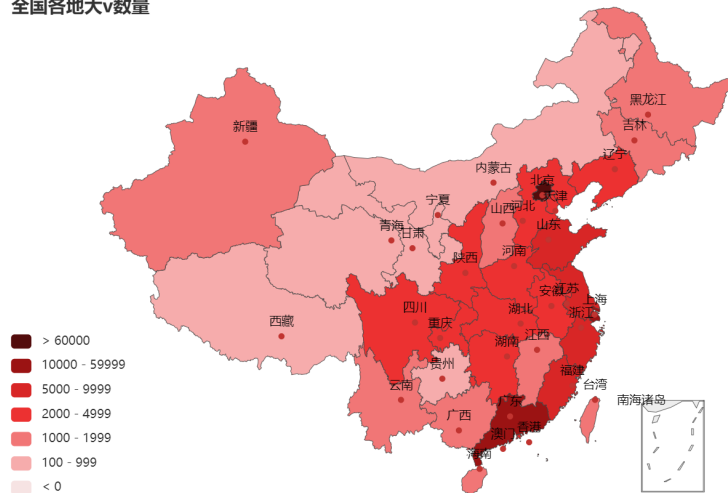 全国各地大v数量
黑龙江
吉林
新疆
辽宁
内蒙古
北京
天津
宁夏
山西
河北
青海
甘肃
山东
陕西
河南
安徽
江苏
上海
四川
湖北
浙江
西藏
重庆
湖南
江西
贵州
福建
云南
台湾
广东
南海诸岛
广西
澳门
香港
海南
> 60000
10000 - 59999
5000 - 9999
2000 - 4999
1000 - 1999
100 - 999
< 0